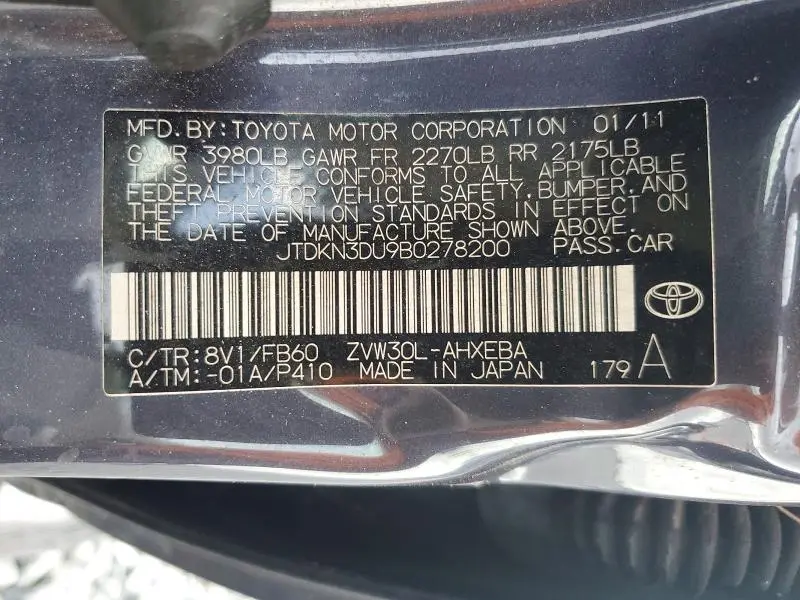 MFD. BY: TOYOTA MOTOR CORPORATION 01/11
GVWR 3980LB GAWR FR 2270LB RR 2175LB
THIS VEHICLE CONFORMS TO ALL APPLICABLE
FEDERAL MOTOR VEHICLE SAFETY, BUMPER, AND
THEFT PREVENTION STANDARDS IN EFFECT ON
THE DATE OF MANUFACTURE SHOWN ABOVE.
JTDKN3DU9B0278200 PASS. CAR
C/TR: 8V1/FB60 ZVW30L-AHXEBA
A/TM: -01A/P410 MADE IN JAPAN 179 A